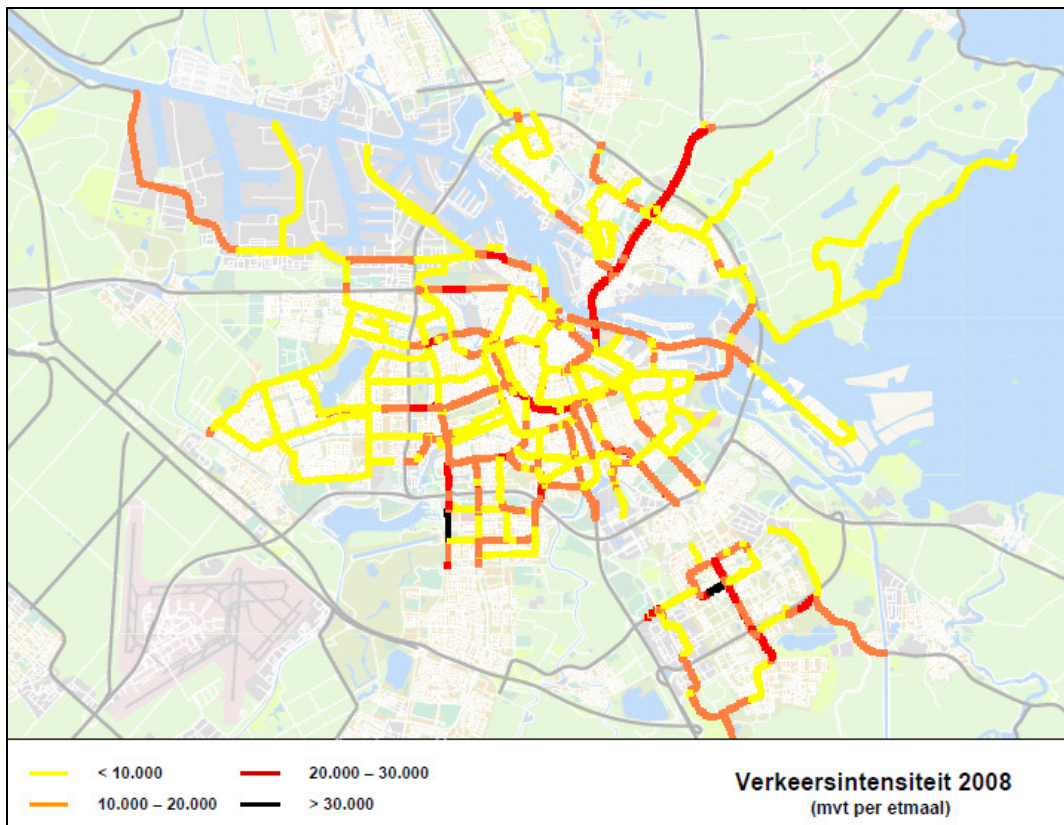 < 10.000
20.000 – 30.000
10.000 – 20.000
> 30.000
Verkeersintensiteit 2008
(mvt per etmaal)